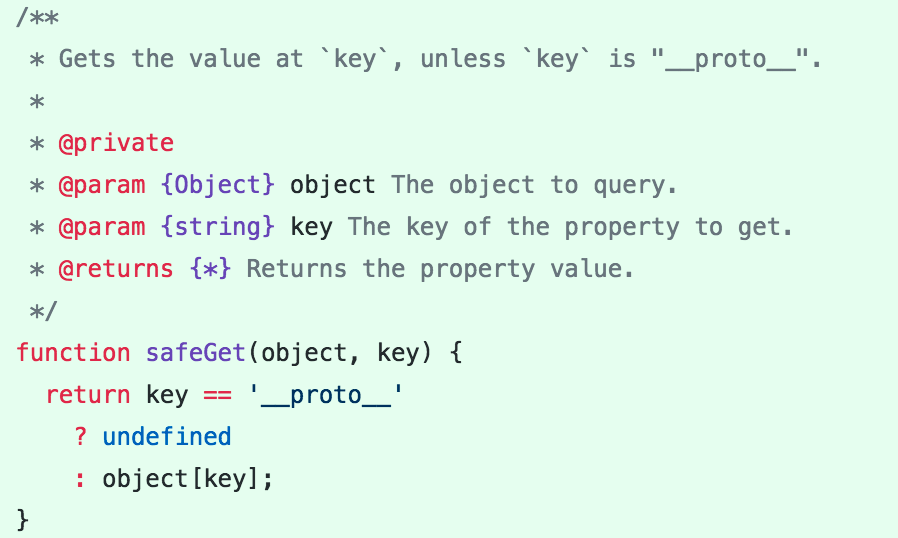 /**
 * Gets the value at `key`, unless `key` is "__proto__".
 *
 * @private
 * @param {Object} object The object to query.
 * @param {string} key The key of the property to get.
 * @returns {*} Returns the property value.
 */
function safeGet(object, key) {
  return key == '__proto__'
    ? undefined
    : object[key];
}